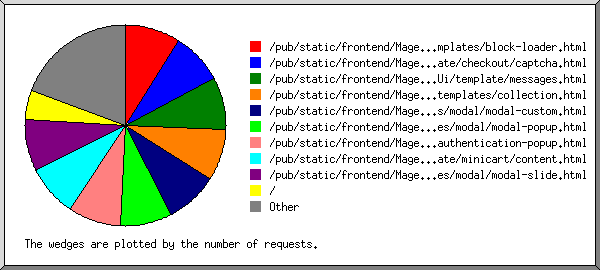 /pub/static/frontend/Mage...mplates/block-loader.html
/pub/static/frontend/Mage...ate/checkout/captcha.html
/pub/static/frontend/Mage...Ui/template/messages.html
/pub/static/frontend/Mage...templates/collection.html
/pub/static/frontend/Mage...s/modal/modal-custom.html
/pub/static/frontend/Mage...es/modal/modal-popup.html
/pub/static/frontend/Mage...authentication-popup.html
/pub/static/frontend/Mage...ate/minicart/content.html
/pub/static/frontend/Mage...es/modal/modal-slide.html
/
Other
The wedges are plotted by the number of requests.